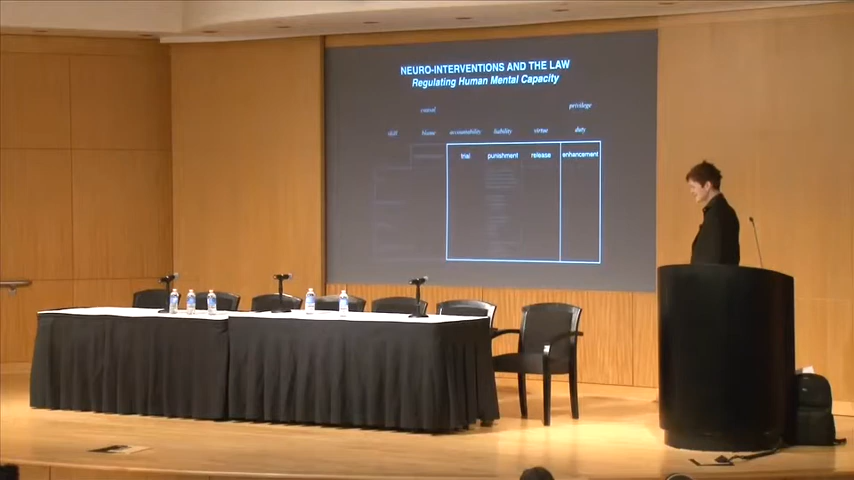 NEURO-INTERVENTIONS AND THE LAW
Regulating Human Mental Capacity
causal privilege
skill blame accountability liability virtue duty
trial punishment release enhancement